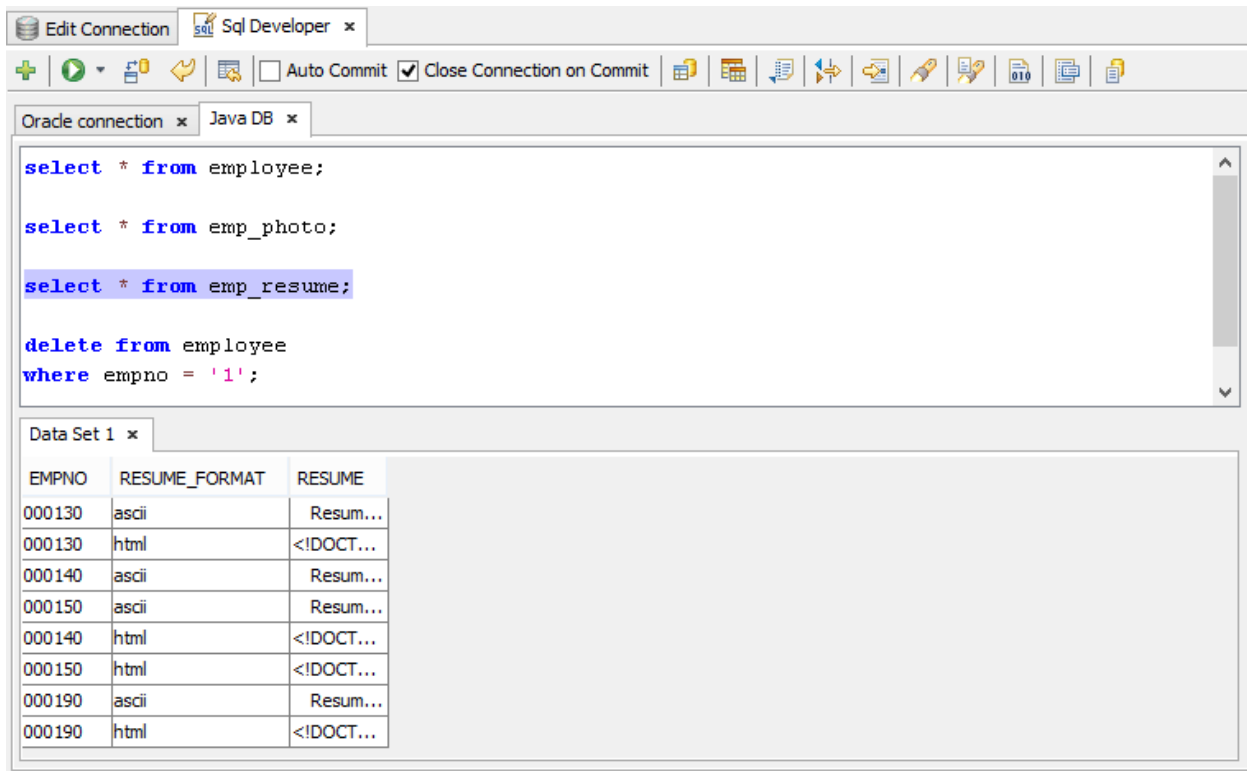 Edit Connection Sql Developer x
Auto Commit Close Connection on Commit
Oracle connection x Java DB x
select * from employee;
select * from emp_photo;
select * from emp_resume;
delete from employee
where empno = '1';
Data Set 1 x
EMPNO RESUME_FORMAT RESUME
000130 ascii Resum...
000130 html <!DOCT...
000140 ascii Resum...
000150 ascii Resum...
000140 html <!DOCT...
000150 html <!DOCT...
000190 ascii Resum...
000190 html <!DOCT...